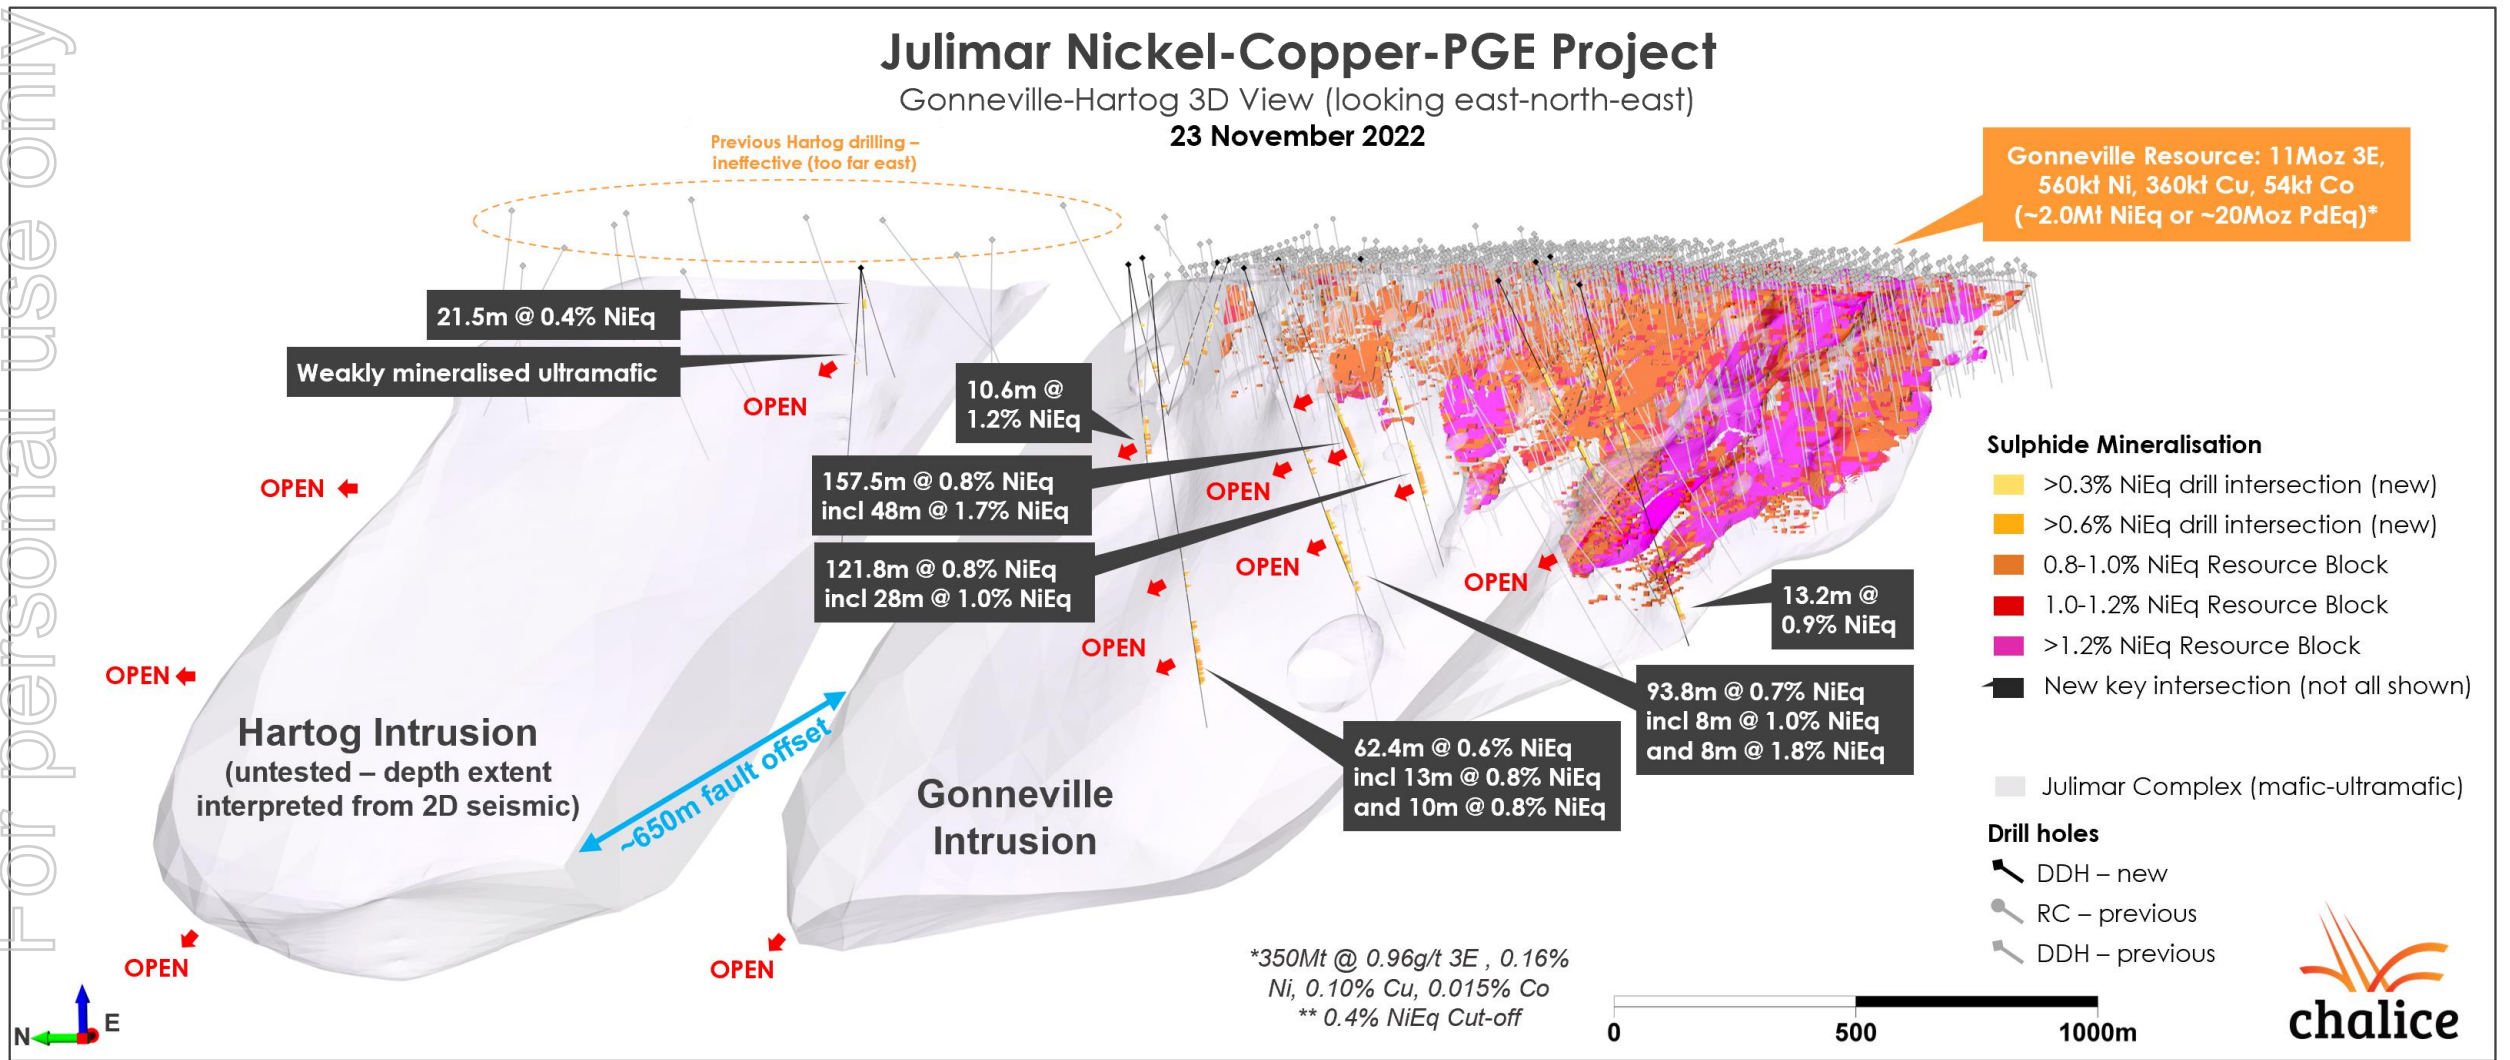 For personal use only
Julimar Nickel-Copper-PGE Project
Gonneville-Hartog 3D View (looking east-north-east)
23 November 2022
Previous Hartog drilling –
ineffective (too far east)
Gonneville Resource: 11Moz 3E,
560kt Ni, 360kt Cu, 54kt Co
(~2.0Mt NiEq or ~20Moz PdEq)*
21.5m @ 0.4% NiEq
Weakly mineralised ultramafic
OPEN
10.6m @
1.2% NiEq
157.5m @ 0.8% NiEq
incl 48m @ 1.7% NiEq
121.8m @ 0.8% NiEq
incl 28m @ 1.0% NiEq
OPEN
OPEN
OPEN
OPEN
OPEN
OPEN
13.2m @
0.9% NiEq
93.8m @ 0.7% NiEq
incl 8m @ 1.0% NiEq
and 8m @ 1.8% NiEq
62.4m @ 0.6% NiEq
incl 13m @ 0.8% NiEq
and 10m @ 0.8% NiEq
Hartog Intrusion
(untested – depth extent
interpreted from 2D seismic)
~650m fault offset
Gonneville
Intrusion
OPEN
OPEN
Sulphide Mineralisation
>0.3% NiEq drill intersection (new)
>0.6% NiEq drill intersection (new)
0.8-1.0% NiEq Resource Block
1.0-1.2% NiEq Resource Block
>1.2% NiEq Resource Block
New key intersection (not all shown)
Julimar Complex (mafic-ultramafic)
Drill holes
DDH – new
RC – previous
DDH – previous
*350Mt @ 0.96g/t 3E , 0.16%
Ni, 0.10% Cu, 0.015% Co
** 0.4% NiEq Cut-off
0 500 1000m
N E
chalice